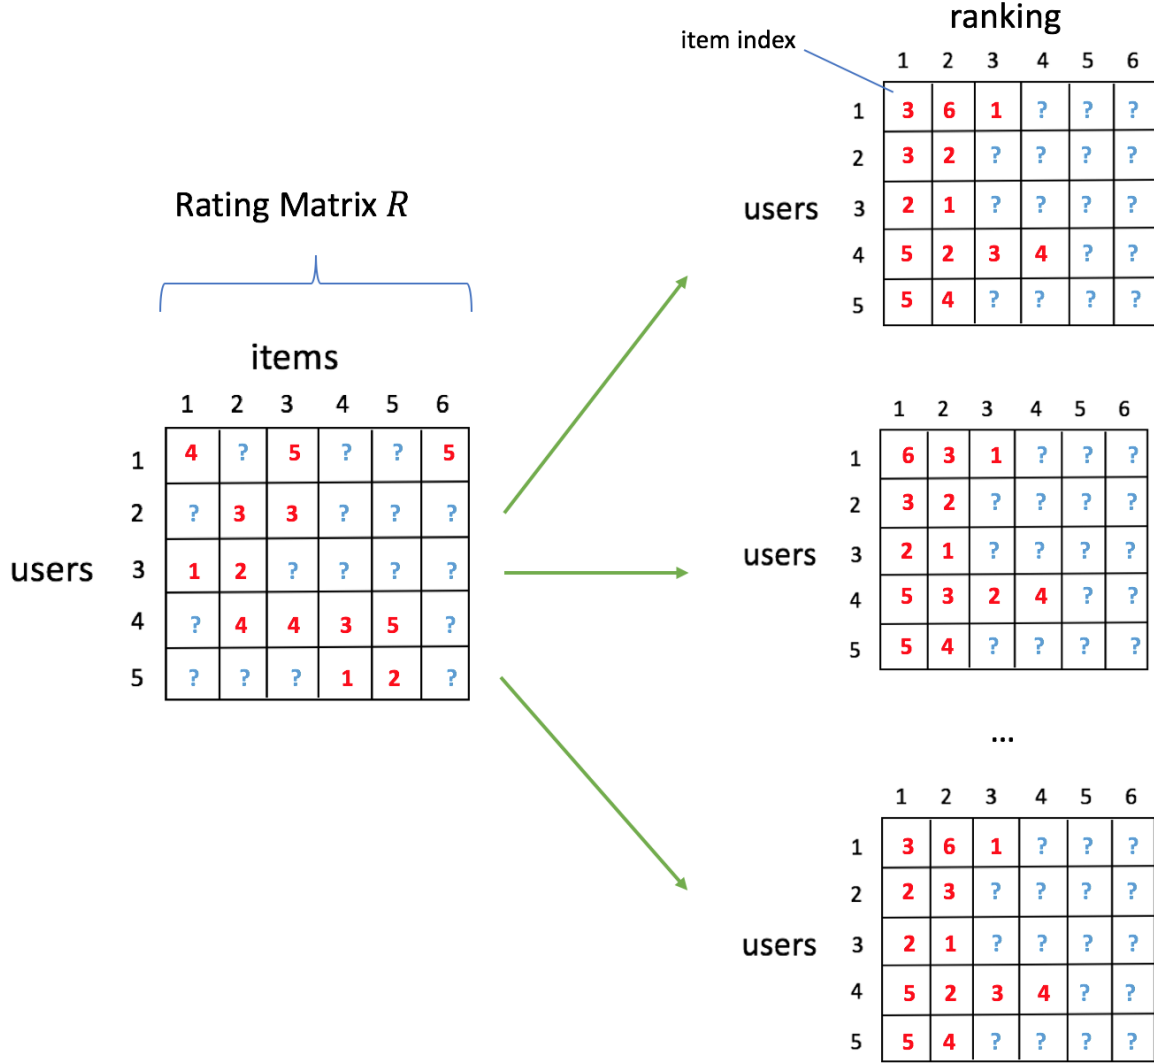 ranking
item index
1 2 3 4 5 6
1 3 6 1 ? ? ?
2 3 2 ? ? ? ?
users 3 2 1 ? ? ? ?
4 5 2 3 4 ? ?
5 5 4 ? ? ? ?
Rating Matrix R
items
1 2 3 4 5 6
1 4 ? 5 ? ? 5
2 ? 3 3 ? ? ?
users 3 1 2 ? ? ? ?
4 ? 4 4 3 5 ?
5 ? ? ? 1 2 ?
1 2 3 4 5 6
1 6 3 1 ? ? ?
2 3 2 ? ? ? ?
users 3 2 1 ? ? ? ?
4 5 3 2 4 ? ?
5 5 4 ? ? ? ?
...
1 2 3 4 5 6
1 3 6 1 ? ? ?
2 2 3 ? ? ? ?
users 3 2 1 ? ? ? ?
4 5 2 3 4 ? ?
5 5 4 ? ? ? ?